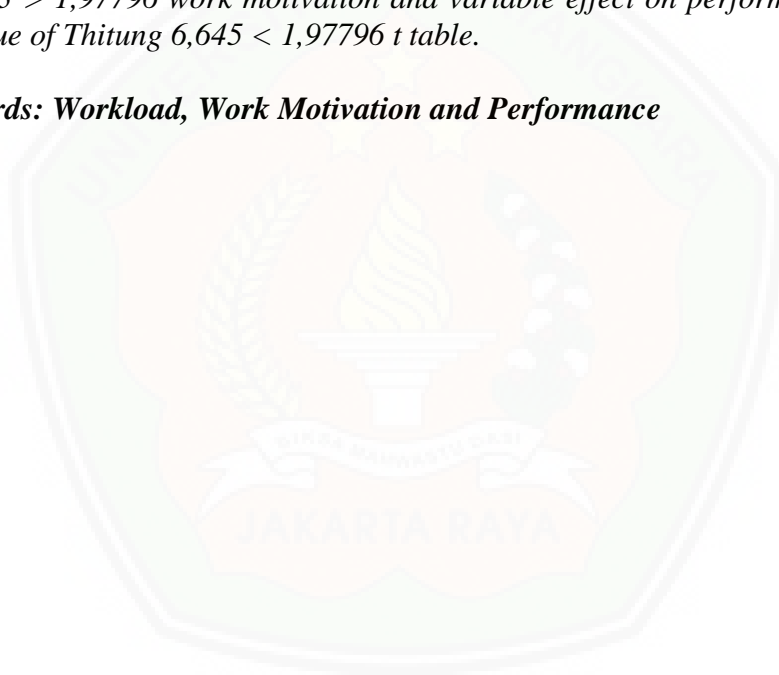 > 1,97796 work motivation and variable effect on perform
ue of Thitung 6,645 < 1,97796 t table.
rds: Workload, Work Motivation and Performance
JAKARTA RAYA